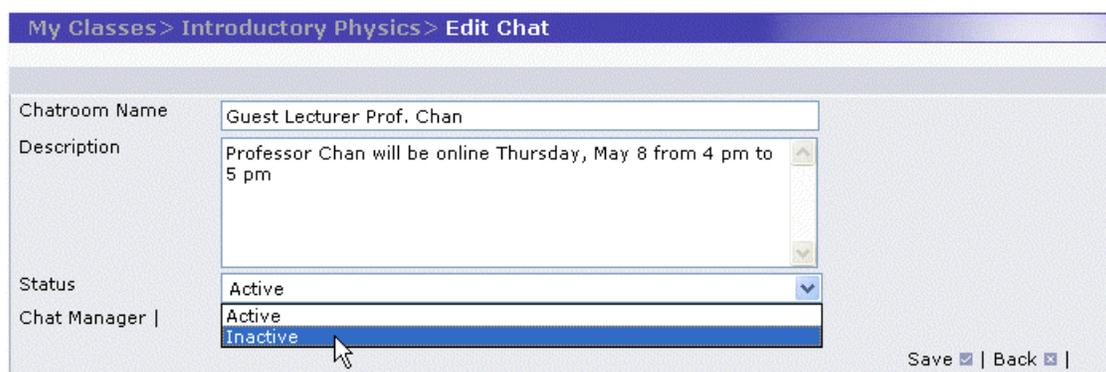 My Classes> Introductory Physics> Edit Chat
Chatroom Name
Guest Lecturer Prof. Chan
Description
Professor Chan will be online Thursday, May 8 from 4 pm to
5 pm
Status
Active
Chat Manager |
Active
Inactive
Save | Back |